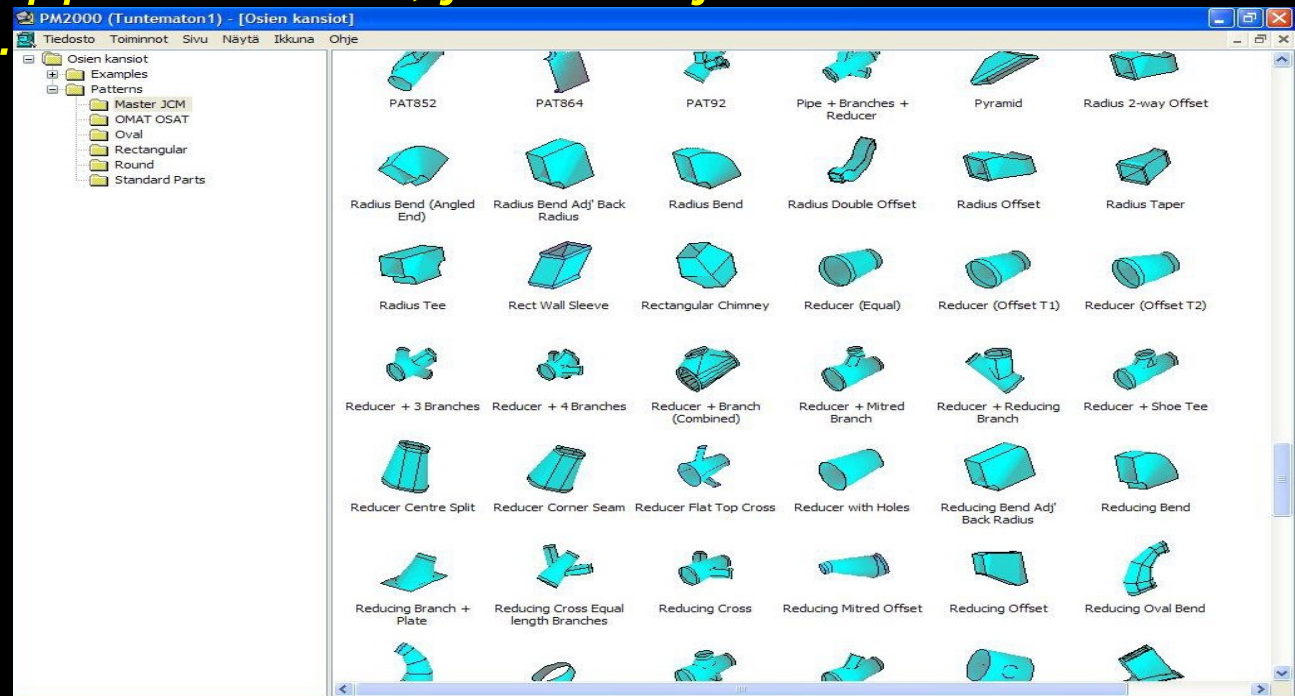 PM2000 (Tuntematon1) - [Osien kansiot]
Tiedosto Toiminnot Sivu Näytä Ikkuna Ohje
Osien kansiot
Examples
Patterns
Master JCM
OMAT OSAT
Oval
Rectangular
Round
Standard Parts
PAT852 PAT864 PAT92 Pipe + Branches + Pyramid Radius 2-way Offset
Reducer
Radius Bend (Angled Radius Bend Adj' Back Radius Bend Radius Double Offset Radius Offset Radius Taper
End) Radius
Radius Tee Rect Wall Sleeve Rectangular Chimney Reducer (Equal) Reducer (Offset T1) Reducer (Offset T2)
Reducer + 3 Branches Reducer + 4 Branches Reducer + Branch Reducer + Mitred Reducer + Reducing Reducer + Shoe Tee
(Combined) Branch Branch
Reducer Centre Split Reducer Corner Seam Reducer Flat Top Cross Reducer with Holes Reducing Bend Adj' Reducing Bend
Back Radius
Reducing Branch + Reducing Cross Equal Reducing Cross Reducing Mitred Offset Reducing Offset Reducing Oval Bend
Plate length Branches